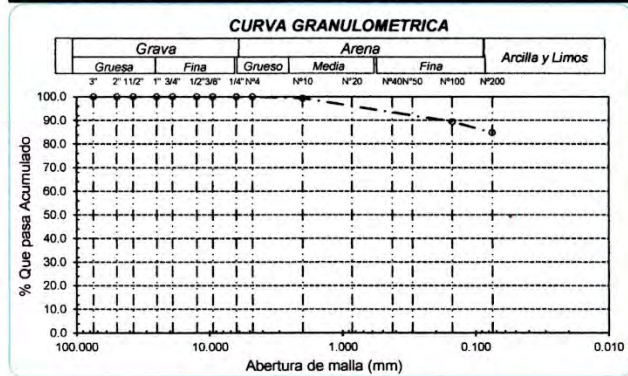 CURVA GRANULOMETRICA
Grava Arena Arcilla y Limos
Gruesa Fina Grueso Media Fina
3" 2" 11/2" 1" 3/4" 1/2" 3/8" 1/4" Nº4 Nº10 Nº20 Nº40 Nº50 Nº100 Nº200
100.0
90.0
80.0
70.0
60.0
50.0
40.0
30.0
20.0
10.0
0.0
% Que pasa Acumulado
100.000 10.000 1.000 0.100 0.010
Abertura de malla (mm)